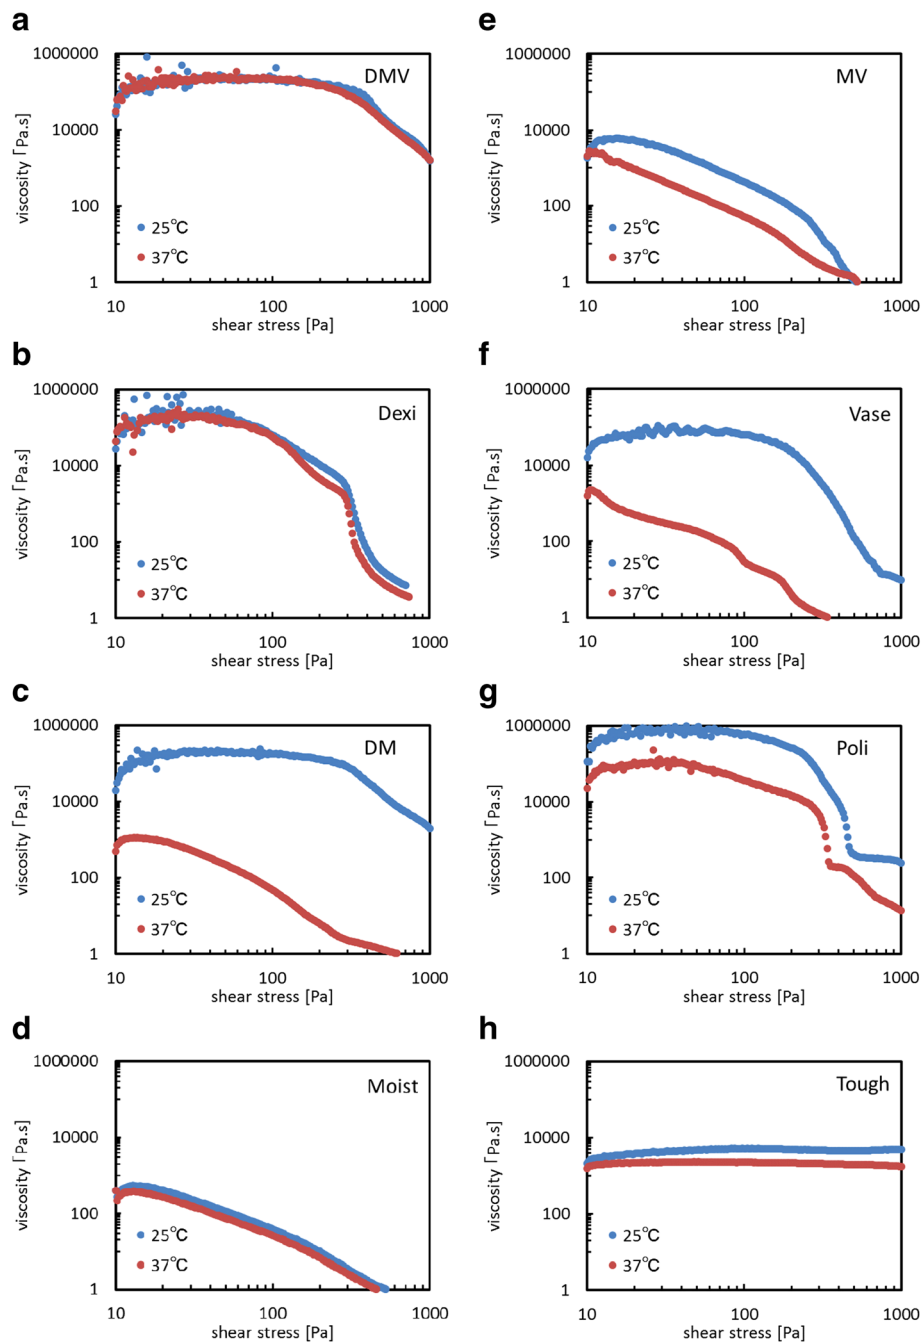 a
1000000
DMV
10000
viscosity [Pa.s]
100
25℃
37℃
1
10
100
1000
shear stress [Pa]
e
1000000
MV
10000
viscosity [Pa.s]
100
25℃
37℃
1
10
100
1000
shear stress [Pa]
b
1000000
Dexi
10000
viscosity [Pa.s]
100
25℃
37℃
1
10
100
1000
shear stress [Pa]
f
1000000
Vase
10000
viscosity [Pa.s]
100
25℃
37℃
1
10
100
1000
shear stress [Pa]
c
1000000
DM
10000
viscosity [Pa.s]
100
25℃
37℃
1
10
100
1000
shear stress [Pa]
g
1000000
Poli
10000
viscosity [Pa.s]
100
25℃
37℃
1
10
100
1000
shear stress [Pa]
d
1000000
Moist
10000
viscosity [Pa.s]
100
25℃
37℃
1
10
100
1000
shear stress [Pa]
h
1000000
Tough
10000
viscosity [Pa.s]
100
25℃
37℃
1
10
100
1000
shear stress [Pa]